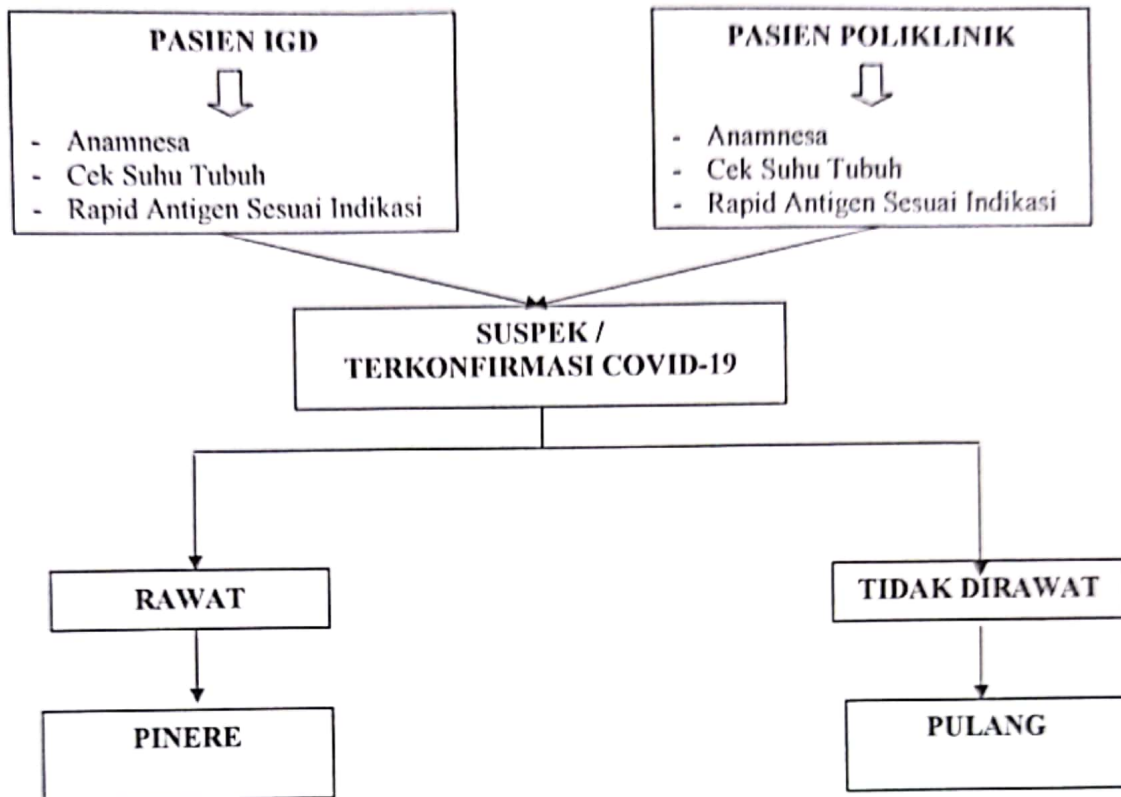 PASIEN IGD
- Anamnesa
- Cek Suhu Tubuh
- Rapid Antigen Sesuai Indikasi
PASIEN POLIKLINIK
- Anamnesa
- Cek Suhu Tubuh
- Rapid Antigen Sesuai Indikasi
SUSPEK /
TERKONFIRMASI COVID-19
RAWAT
TIDAK DIRAWAT
PINERE
PULANG